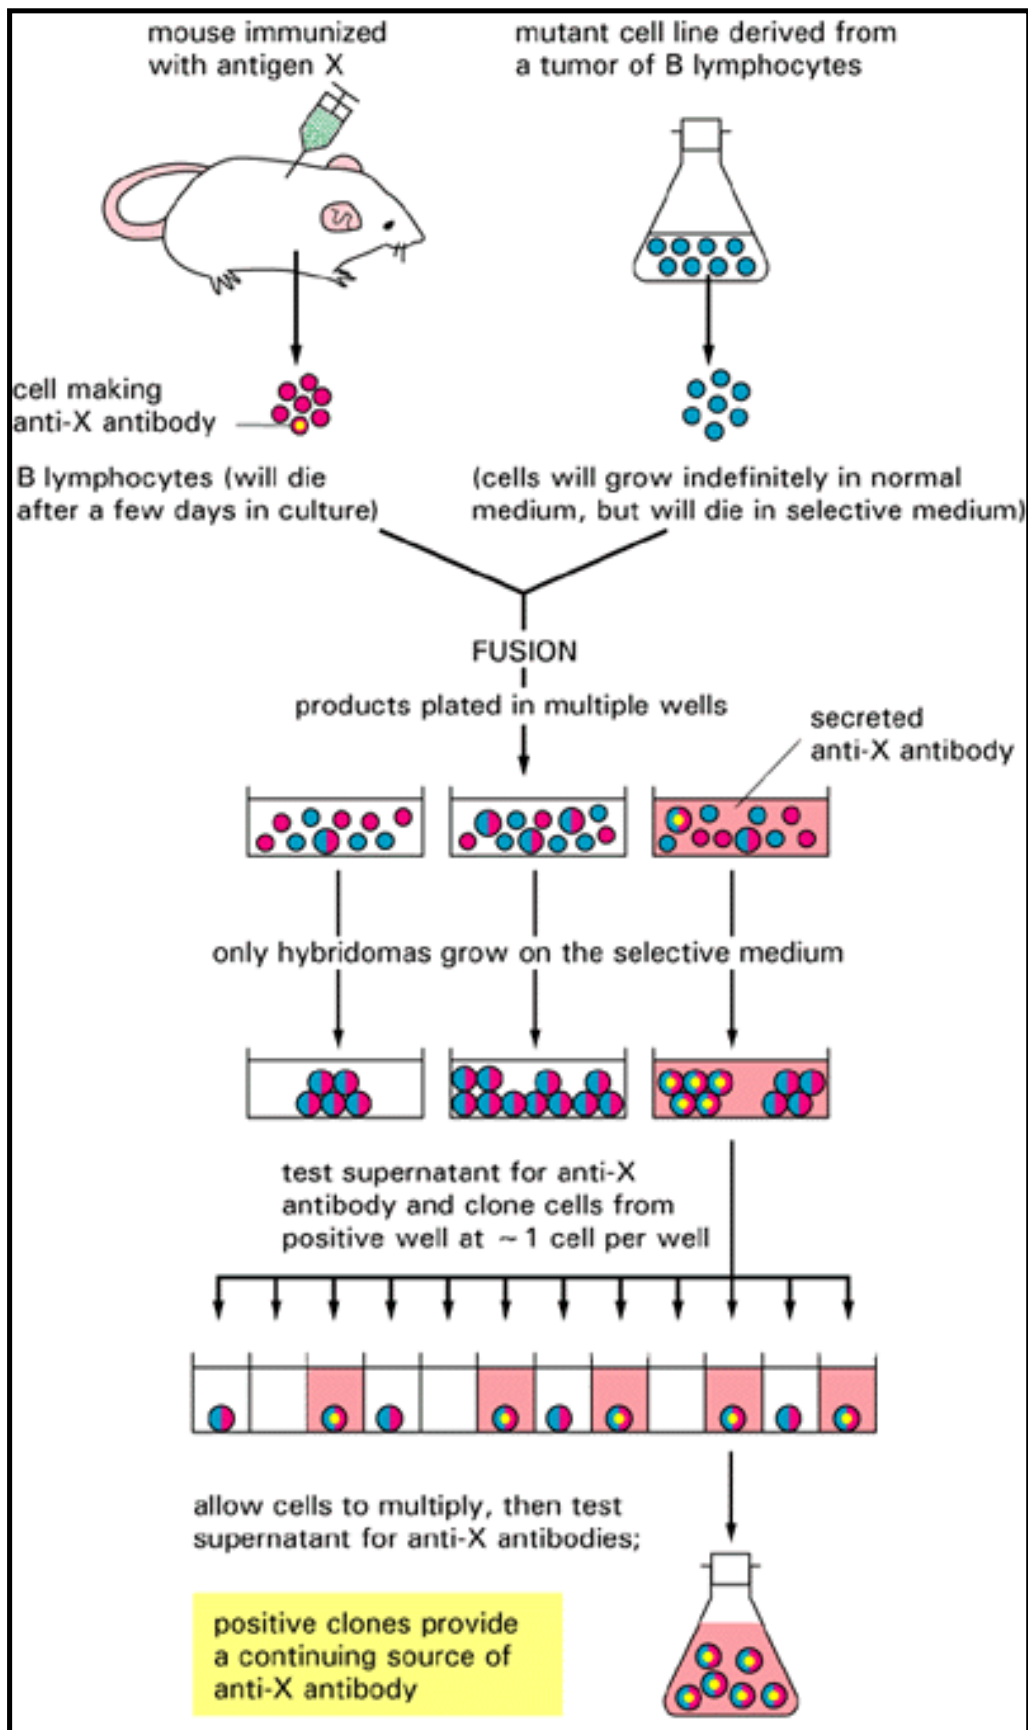 mouse immunized
with antigen X
mutant cell line derived from
a tumor of B lymphocytes
cell making
anti-X antibody
B lymphocytes (will die
after a few days in culture)
(cells will grow indefinitely in normal
medium, but will die in selective medium)
FUSION
products plated in multiple wells
secreted
anti-X antibody
only hybridomas grow on the selective medium
test supernatant for anti-X
antibody and clone cells from
positive well at ~ 1 cell per well
allow cells to multiply, then test
supernatant for anti-X antibodies;
positive clones provide
a continuing source of
anti-X antibody